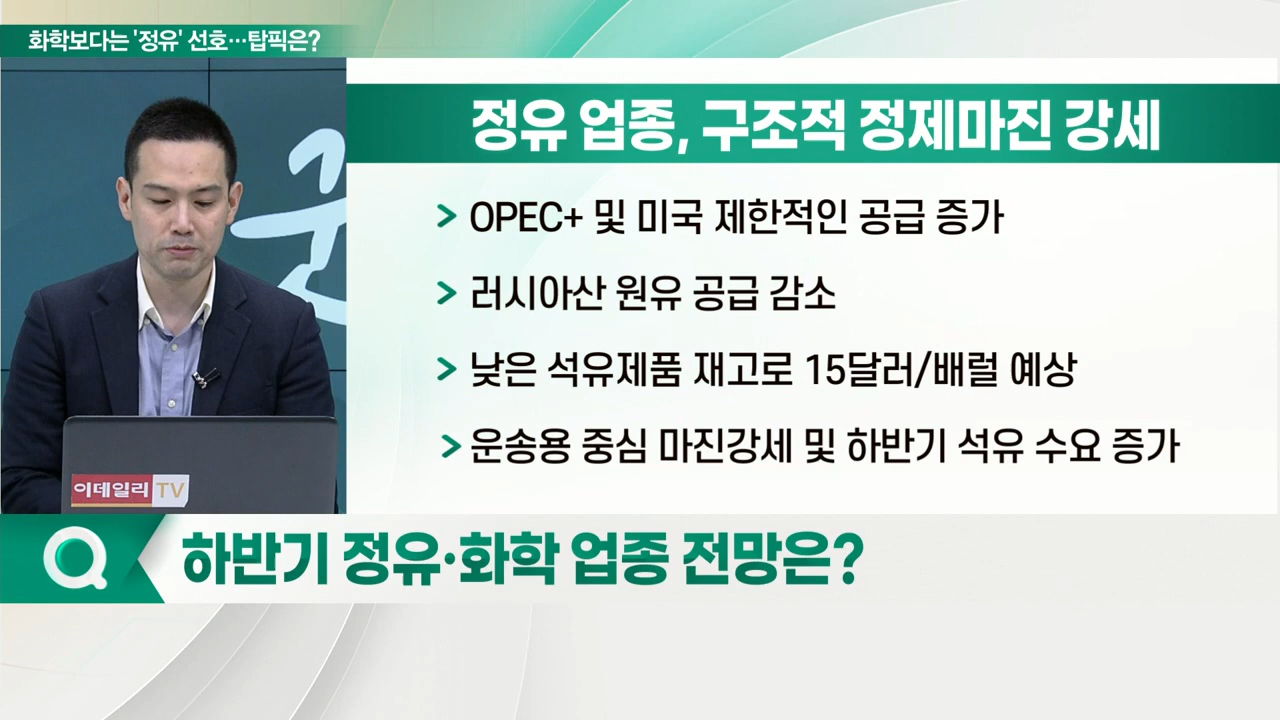 화학보다는 '정유' 선호…탑픽은?
정유 업종, 구조적 정제마진 강세
> OPEC+ 및 미국 제한적인 공급 증가
> 러시아산 원유 공급 감소
> 낮은 석유제품 재고로 15달러/배럴 예상
> 운송용 중심 마진강세 및 하반기 석유 수요 증가
이데일리TV
Q 하반기 정유·화학 업종 전망은?